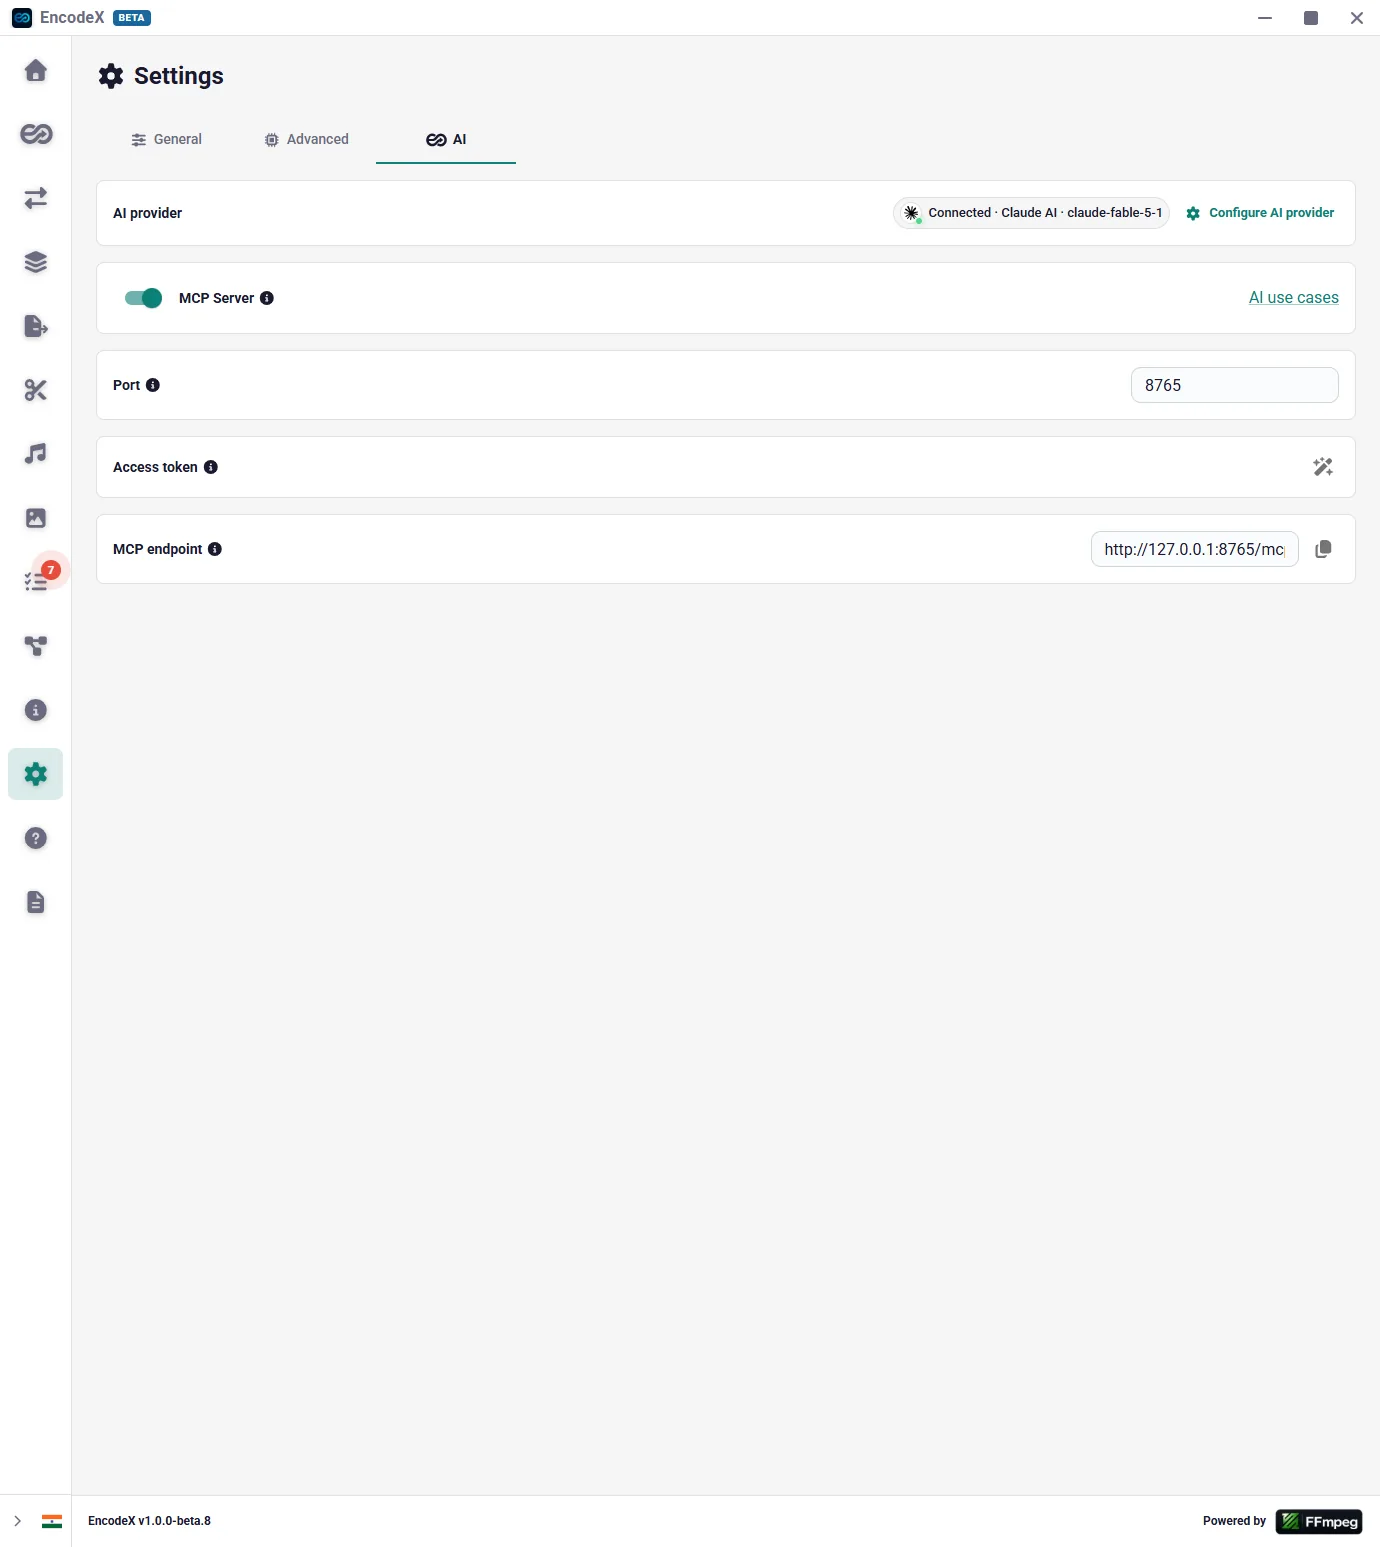 EncodeX BETA
Settings
General Advanced AI
AI provider Connected · Claude AI · claude-fable-5-1 Configure AI provider
MCP Server AI use cases
Port 8765
Access token
MCP endpoint http://127.0.0.1:8765/mc
7
EncodeX v1.0.0-beta.8 Powered by FFmpeg